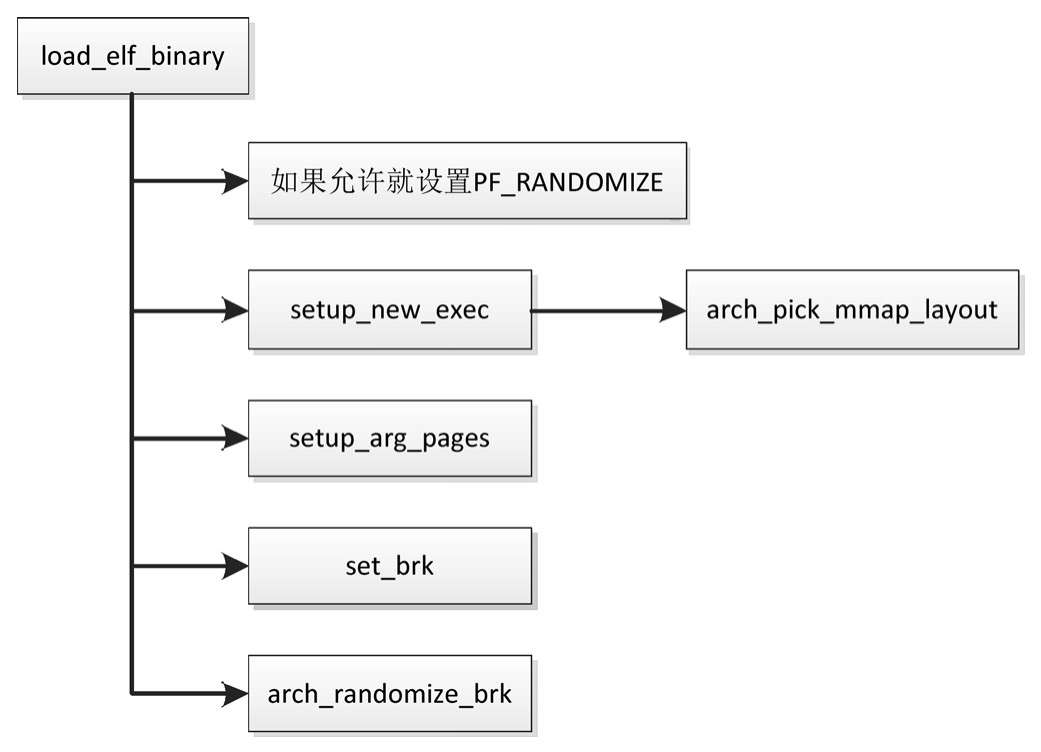 load_elf_binary
如果允许就设置PF_RANDOMIZE
setup_new_exec
arch_pick_mmap_layout
setup_arg_pages
set_brk
arch_randomize_brk